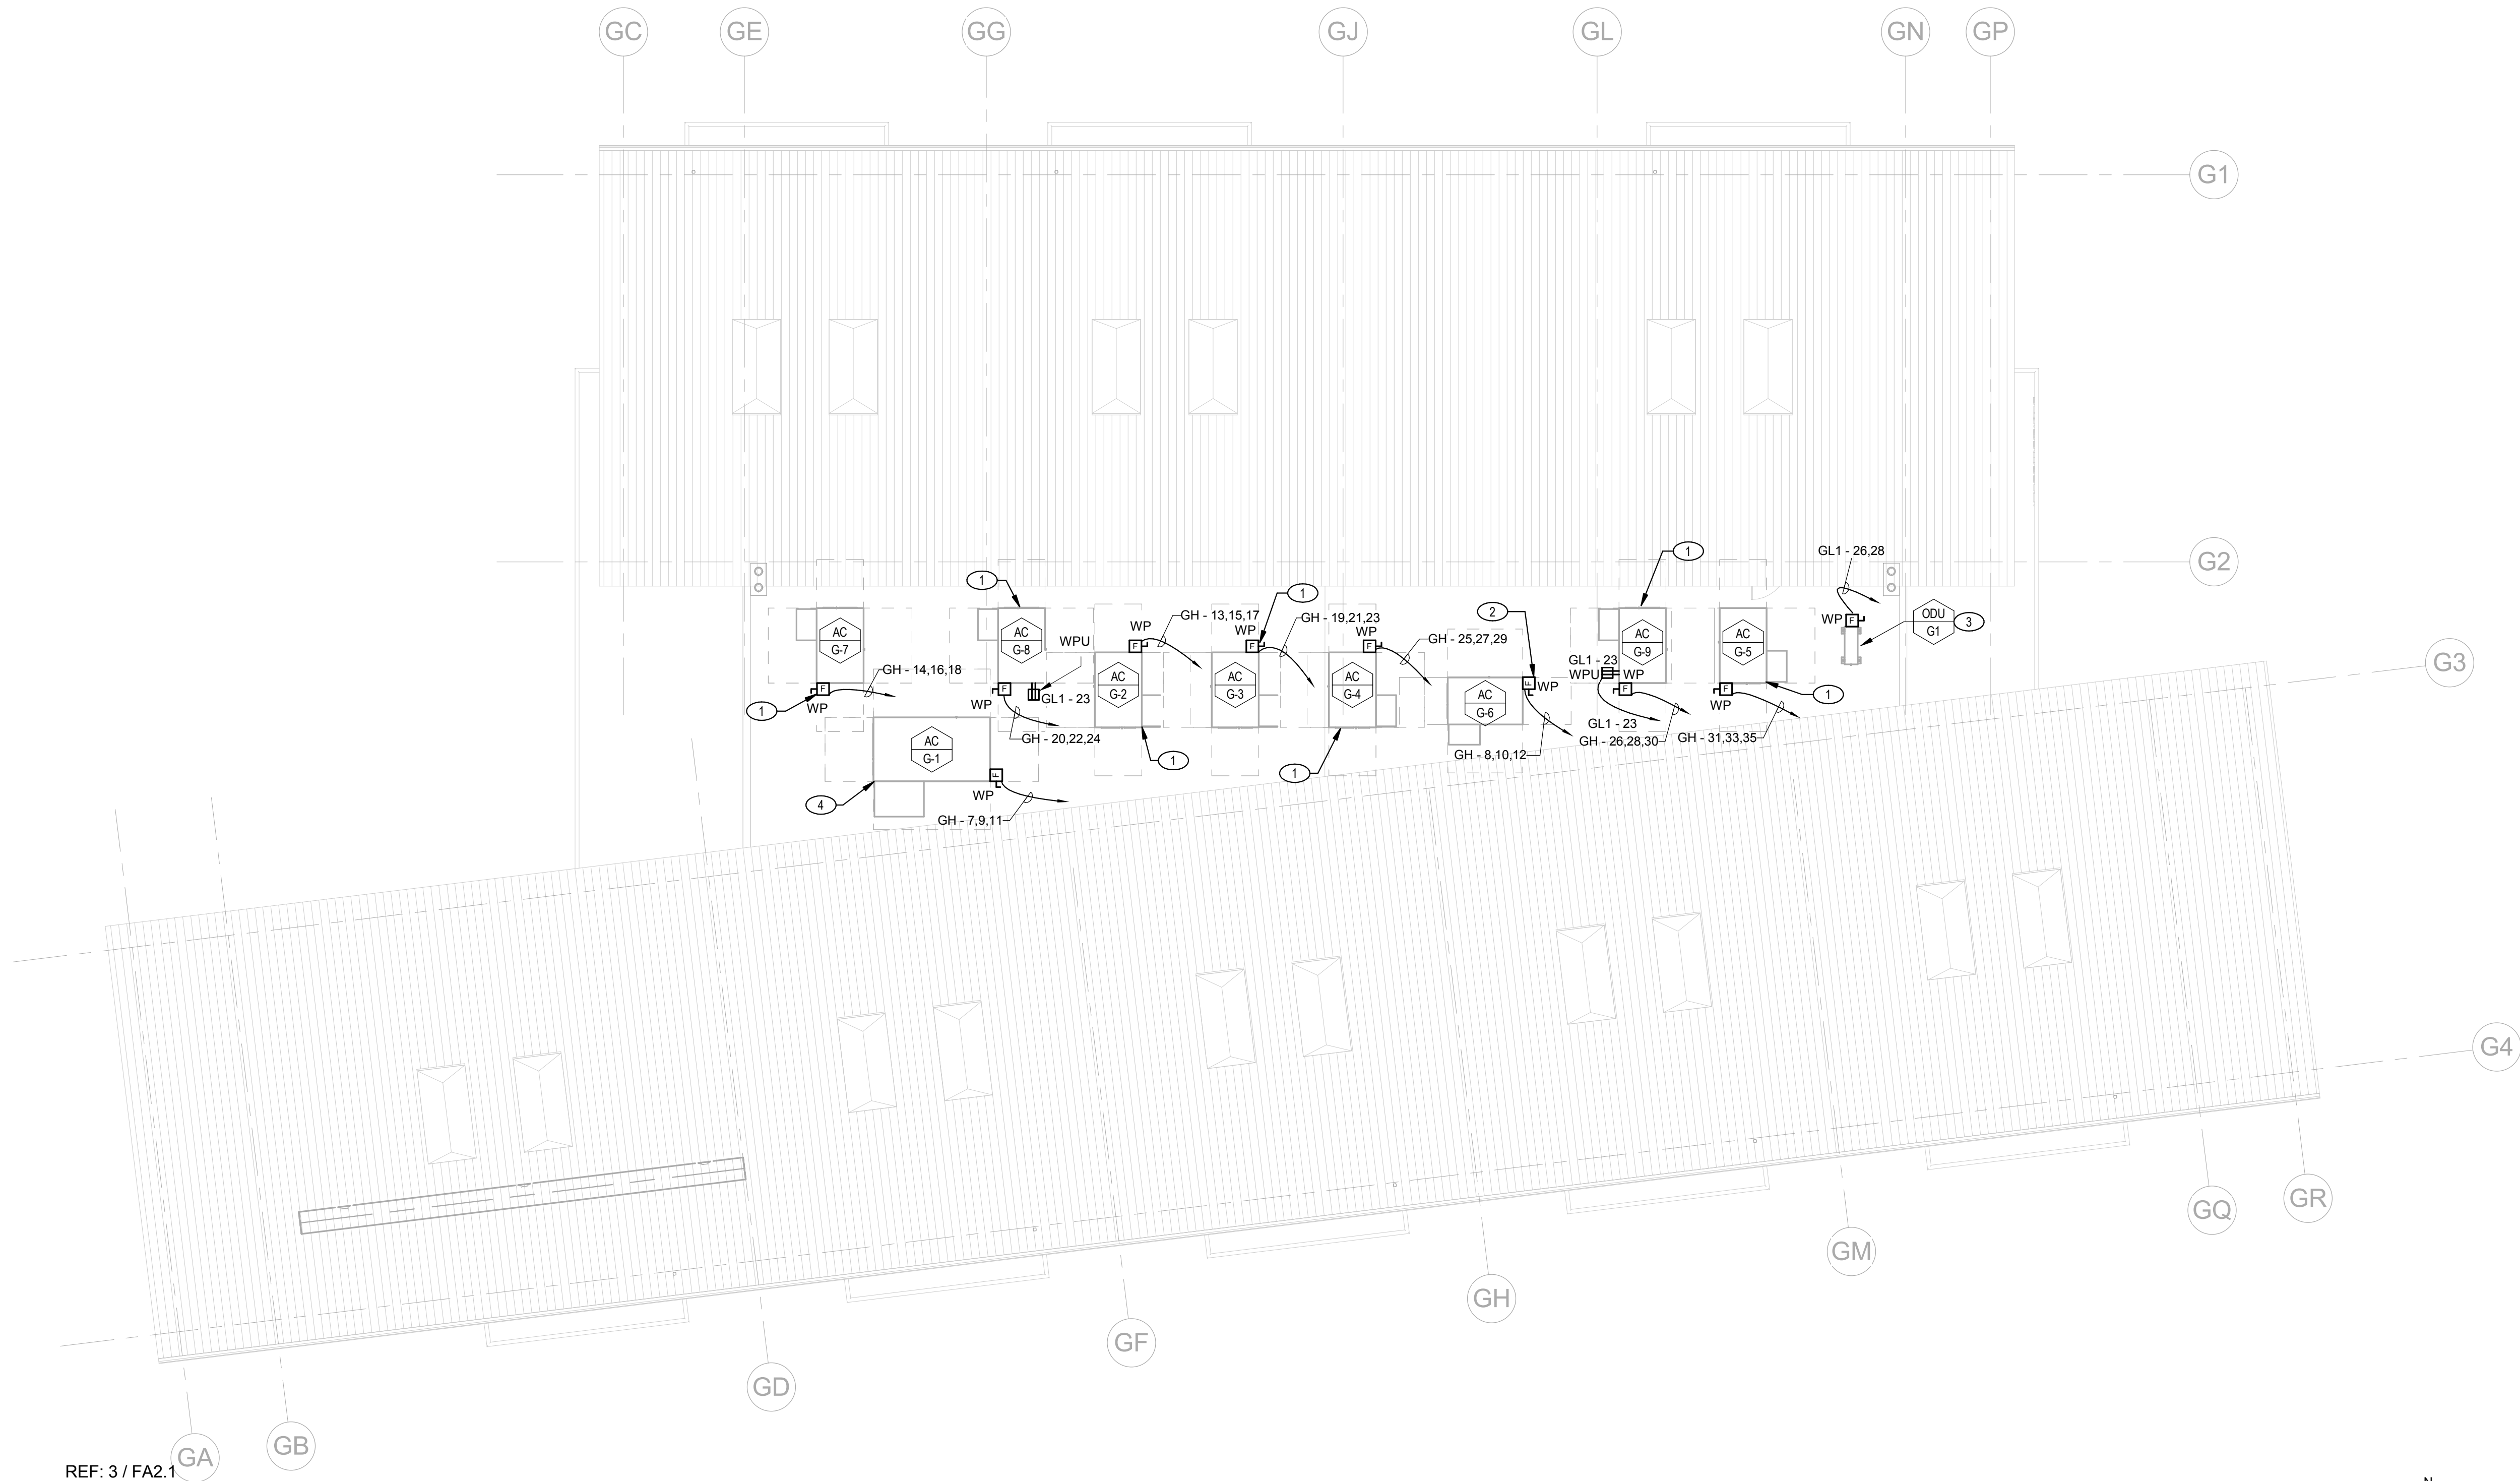 GC
GE
GG
GJ
GL
GN
GP
G1
G2
G3
G4
GL1 - 26,28
1
1
1
1
2
ODU
G1
3
WP
F
AC
G-7
AC
G-8
WPU
WP
F
GH - 13,15,17
WP
F
GH - 19,21,23
WP
F
GH - 25,27,29
AC
G-9
AC
G-5
AC
G-2
AC
G-3
AC
G-4
AC
G-6
GL1 - 23
WPU
WP
F
WP
F
1
F
WP
GH - 14,16,18
F
WP
GL1 - 23
F
WP
GL1 - 23
1
1
1
GH - 20,22,24
GH - 8,10,12
GH - 26,28,30
GH - 31,33,35
AC
G-1
F
WP
4
GH - 7,9,11
GR
GQ
GM
GH
GF
GD
GB
GA
REF: 3 / FA2.1
N